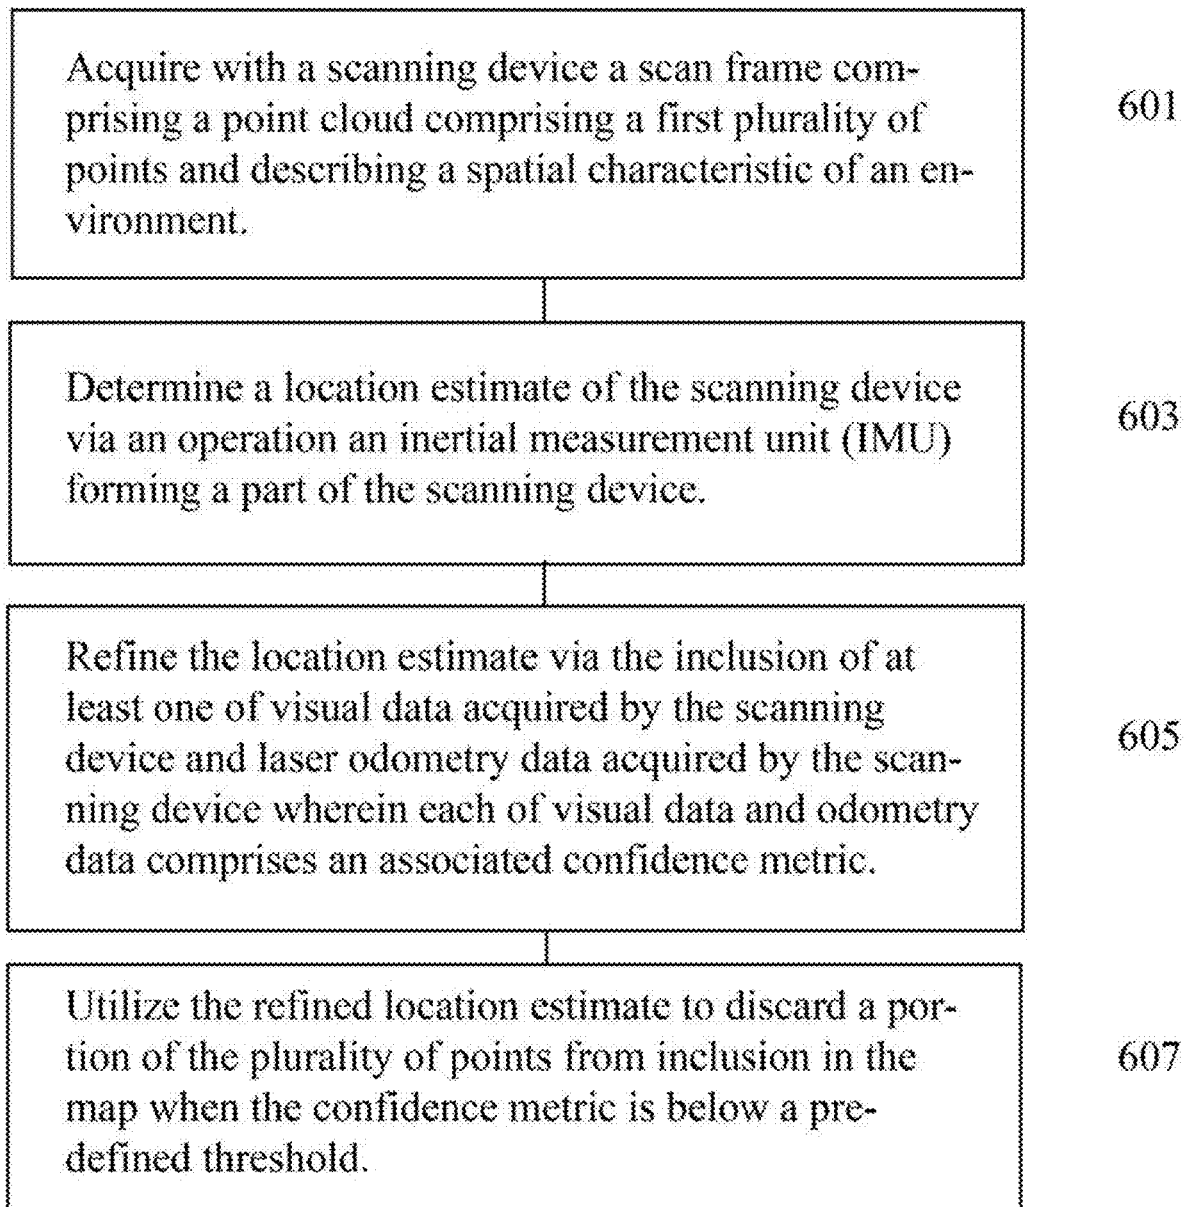 Acquire with a scanning device a scan frame com-
prising a point cloud comprising a first plurality of
points and describing a spatial characteristic of an en-
vironment.
601
Determine a location estimate of the scanning device
via an operation an inertial measurement unit (IMU)
forming a part of the scanning device.
603
Refine the location estimate via the inclusion of at
least one of visual data acquired by the scanning
device and laser odometry data acquired by the scan-
ning device wherein each of visual data and odometry
data comprises an associated confidence metric.
605
Utilize the refined location estimate to discard a por-
tion of the plurality of points from inclusion in the
map when the confidence metric is below a pre-
defined threshold.
607